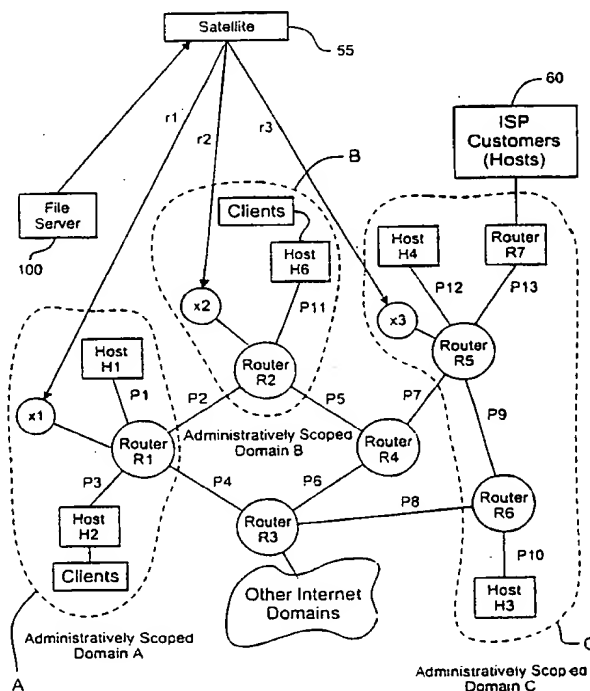 Satellite
55
r1
r2
r3
60
ISP
Customers
(Hosts)
B
File
Server
100
Clients
Host
H6
Host
H4
Router
R7
P11
P12
P13
x2
x3
Router
R5
Host
H1
Router
R2
x1
P1
P2
P5
P7
P9
Router
R1
Administratively Scoped
Domain B
Router
R4
P3
P4
P6
P8
Router
R3
Router
R6
Host
H2
P10
Clients
Other Internet
Domains
Host
H3
Administratively Scoped
Domain A
A
C
Administratively Scoped
Domain C